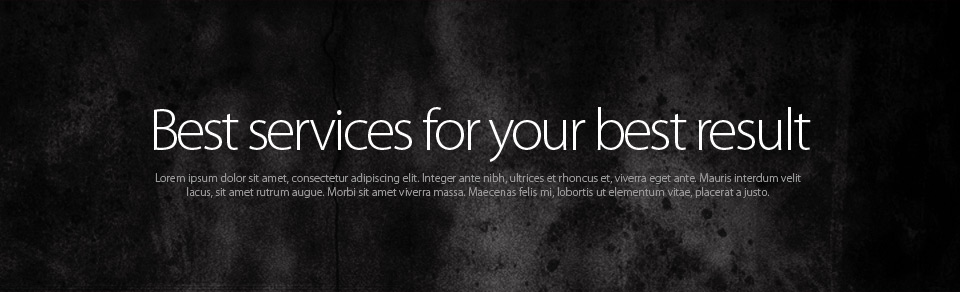 Best services for your best result
Lorem ipsum dolor sit amet, consectetur adipiscing elit. Integer ante nibh, ultrices et rhoncus et, viverra eget ante. Mauris interdum velit
lacus, sit amet rutrum augue. Morbi sit amet viverra massa. Maecenas felis mi, lobortis ut elementum vitae, placerat a justo.